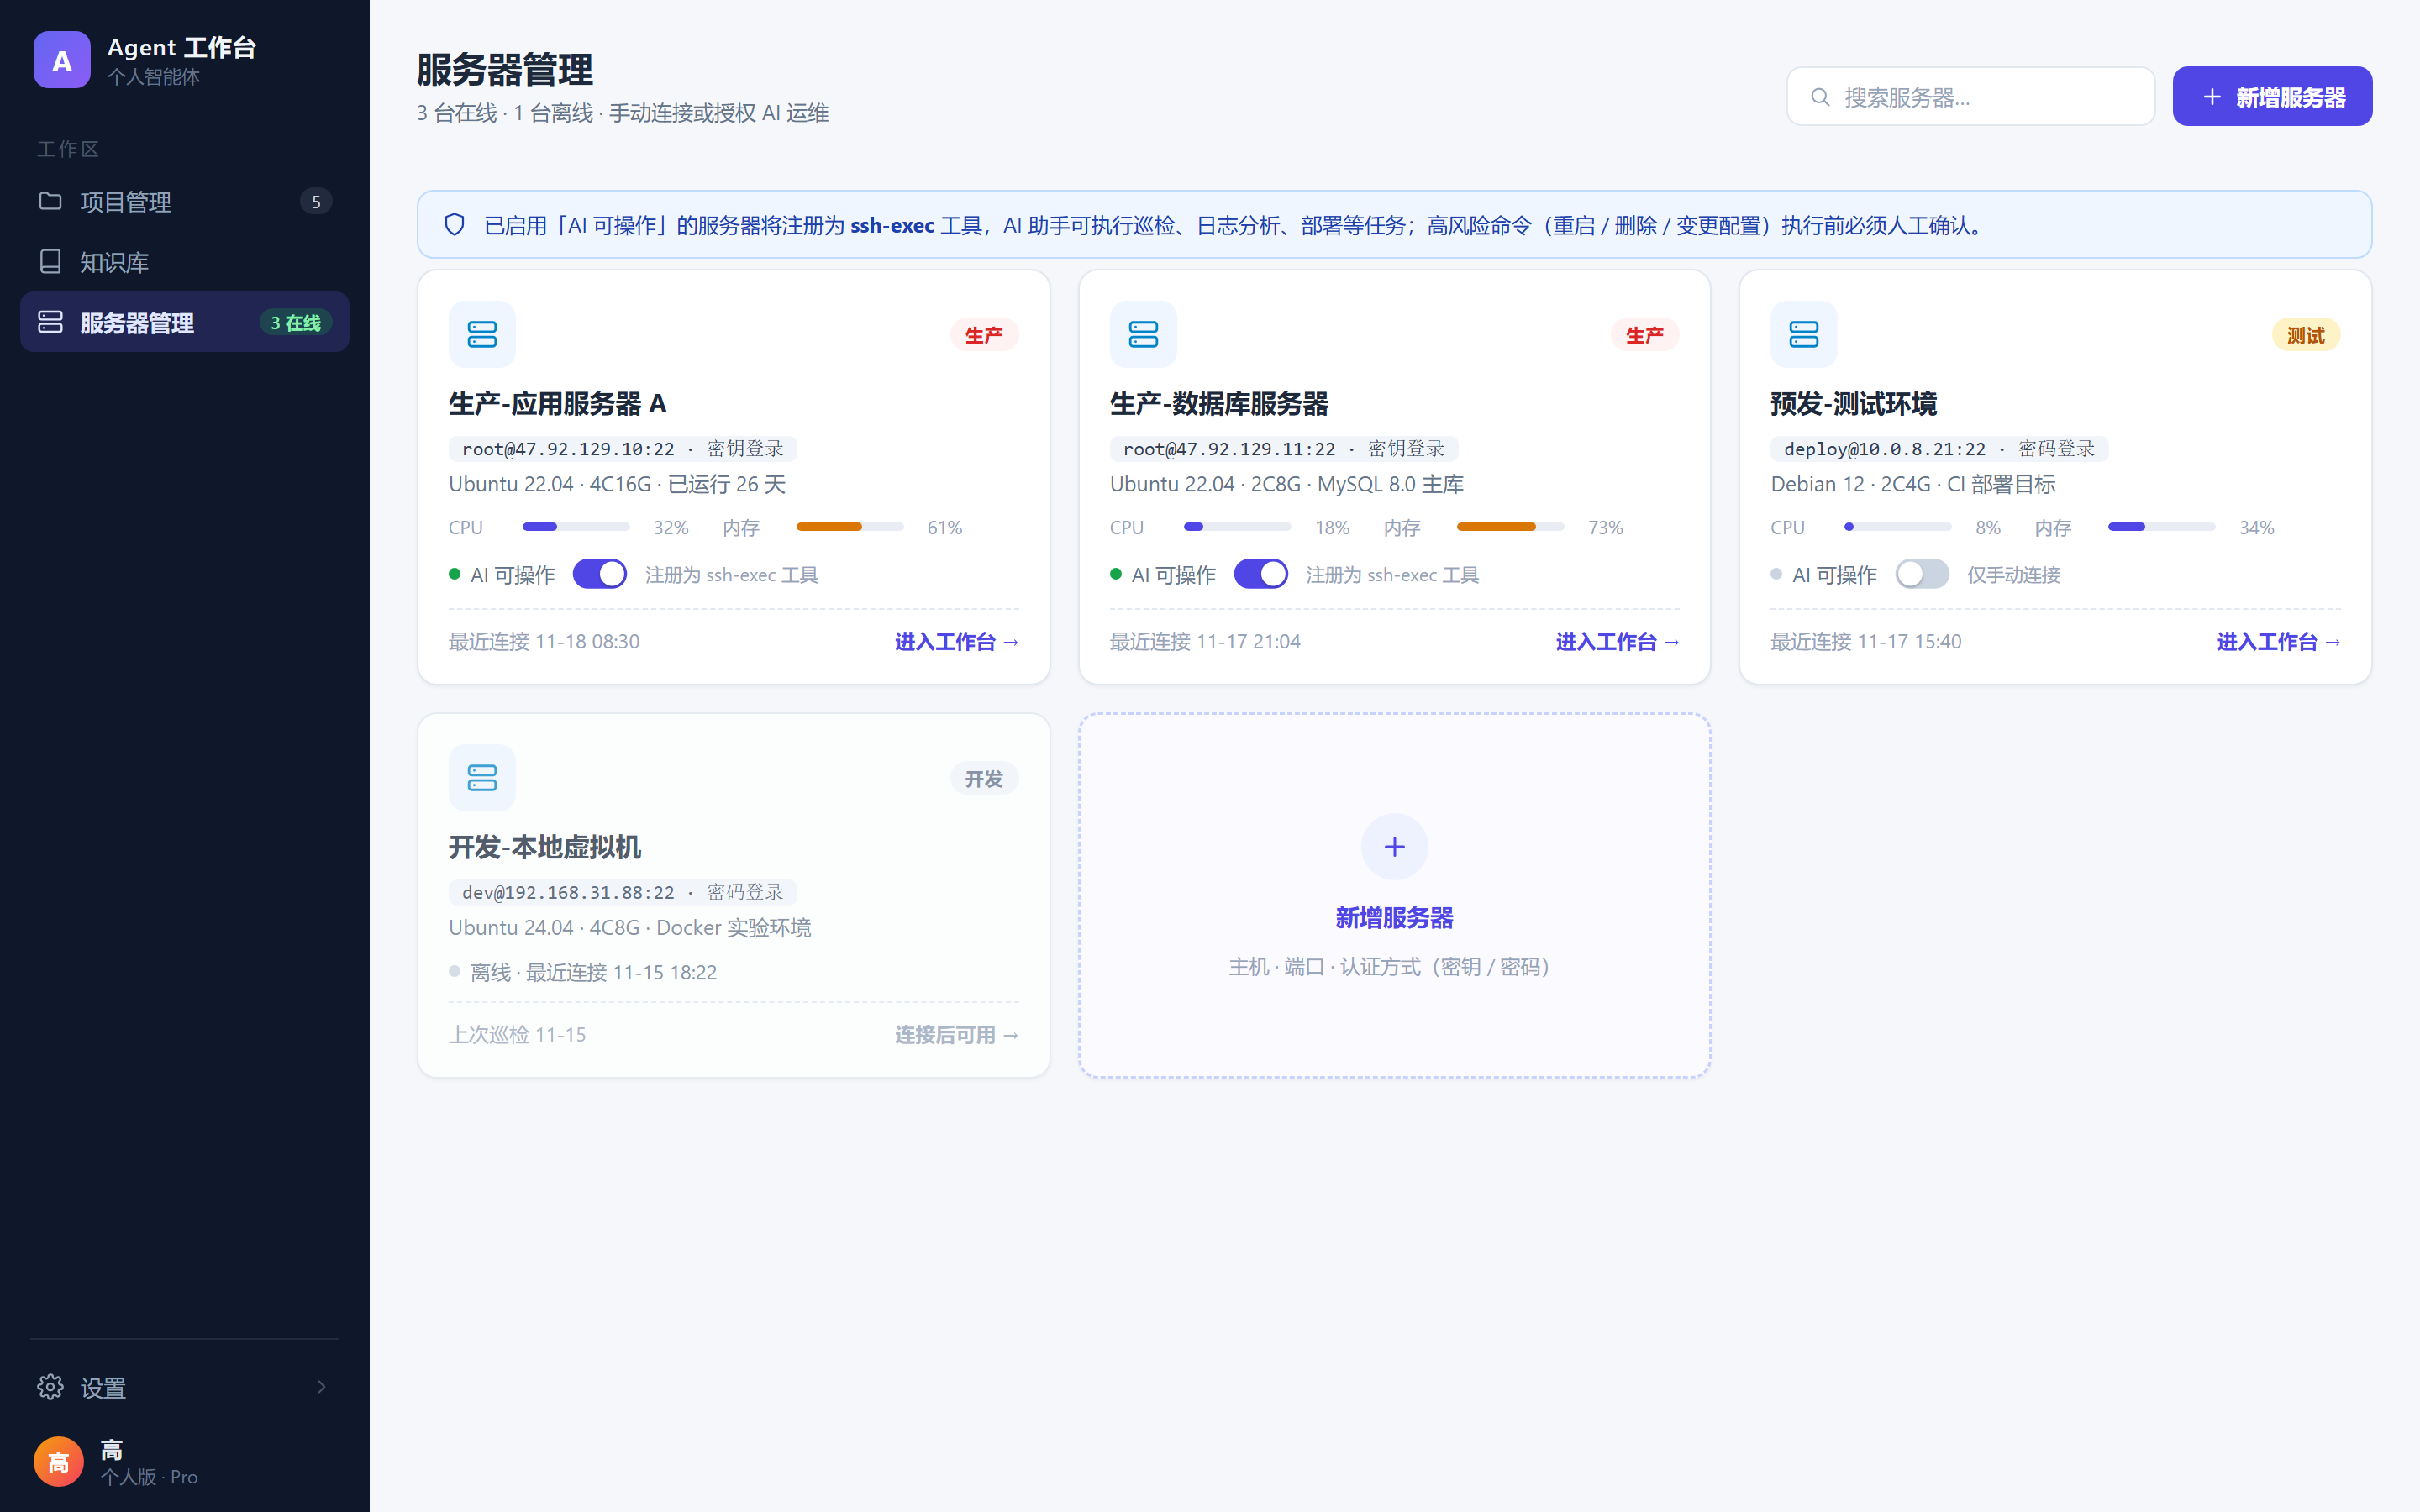 A
Agent 工作台
个人智能体
工作区
项目管理 5
知识库
服务器管理 3 在线
设置
高
高
个人版 · Pro
服务器管理
3 台在线 · 1 台离线 · 手动连接或授权 AI 运维
搜索服务器...
新增服务器
已启用「AI 可操作」的服务器将注册为 ssh-exec 工具，AI 助手可执行巡检、日志分析、部署等任务；高风险命令（重启 / 删除 / 变更配置）执行前必须人工确认。
生产
生产-应用服务器 A
root@47.92.129.10:22 · 密钥登录
Ubuntu 22.04 · 4C16G · 已运行 26 天
CPU 32% 内存 61%
AI 可操作 注册为 ssh-exec 工具
最近连接 11-18 08:30 进入工作台 →
生产
生产-数据库服务器
root@47.92.129.11:22 · 密钥登录
Ubuntu 22.04 · 2C8G · MySQL 8.0 主库
CPU 18% 内存 73%
AI 可操作 注册为 ssh-exec 工具
最近连接 11-17 21:04 进入工作台 →
测试
预发-测试环境
deploy@10.0.8.21:22 · 密码登录
Debian 12 · 2C4G · CI 部署目标
CPU 8% 内存 34%
AI 可操作 仅手动连接
最近连接 11-17 15:40 进入工作台 →
开发
开发-本地虚拟机
dev@192.168.31.88:22 · 密码登录
Ubuntu 24.04 · 4C8G · Docker 实验环境
离线 · 最近连接 11-15 18:22
上次巡检 11-15 连接后可用 →
新增服务器
主机 · 端口 · 认证方式（密钥 / 密码）